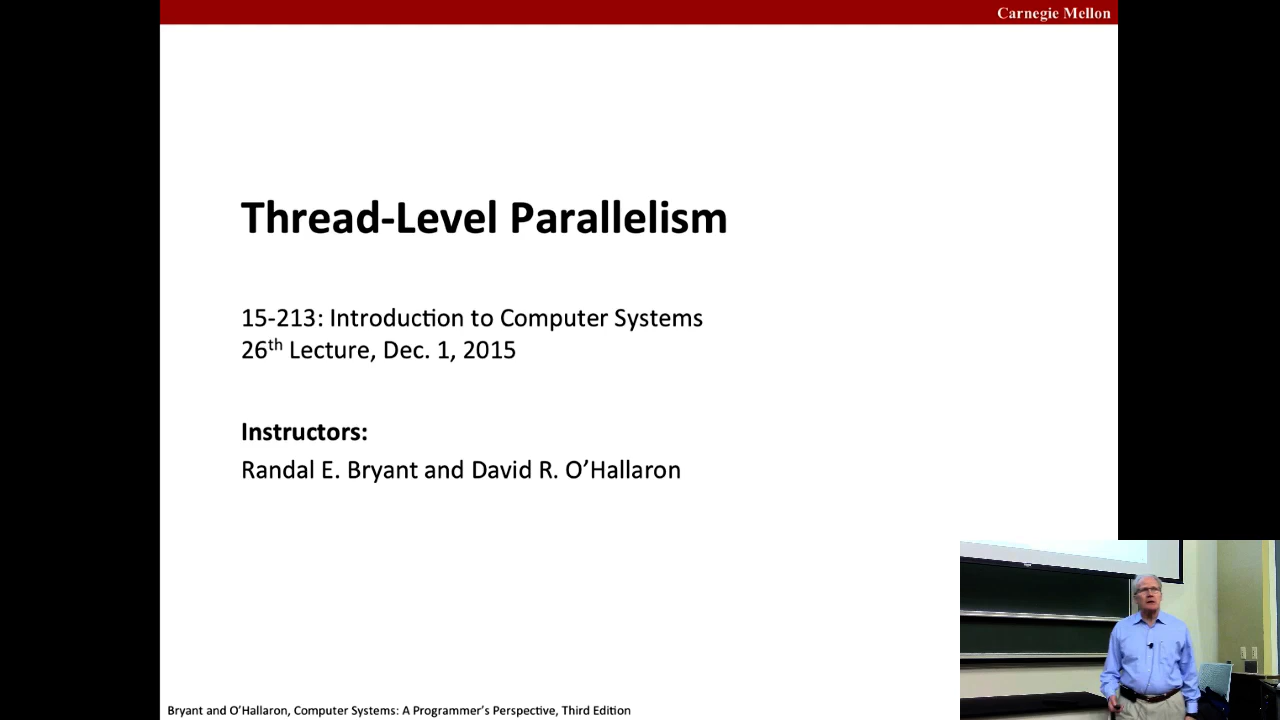 Carnegie Mellon
Thread-Level Parallelism
15-213: Introduction to Computer Systems
26th Lecture, Dec. 1, 2015
Instructors:
Randal E. Bryant and David R. O’Hallaron
Bryant and O’Hallaron, Computer Systems: A Programmer’s Perspective, Third Edition